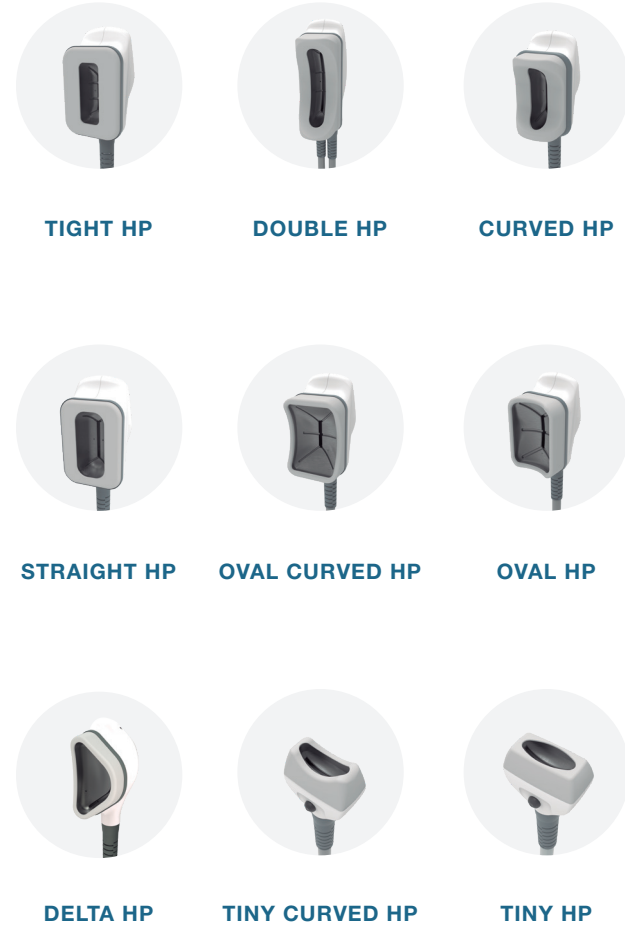 TIGHT HP
DOUBLE HP
CURVED HP
STRAIGHT HP
OVAL CURVED HP
OVAL HP
DELTA HP
TINY CURVED HP
TINY HP